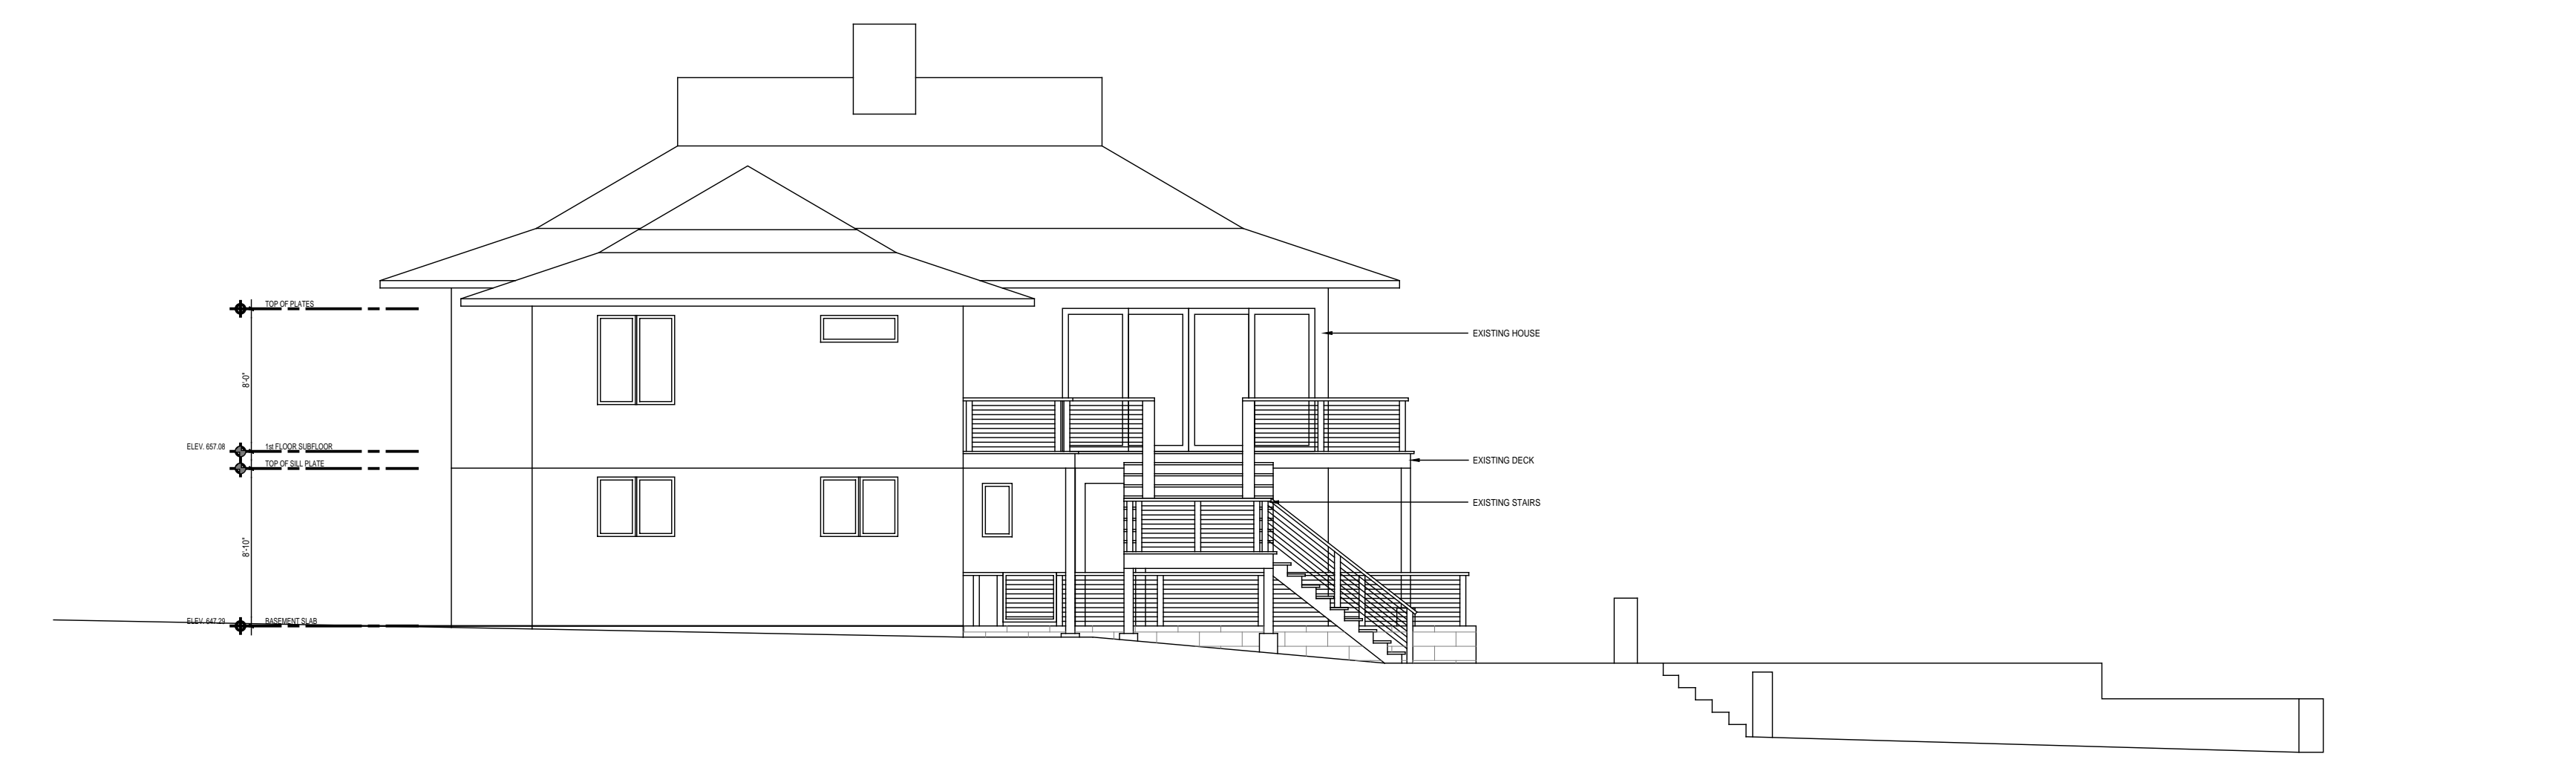 TOP OF PLATES
EXISTING HOUSE
8'-0"
ELEV. 657.08 1st FLOOR SUBFLOOR
TOP OF SILL PLATE
EXISTING DECK
EXISTING STAIRS
8'-10"
ELEV. 647.29 BASEMENT SLAB